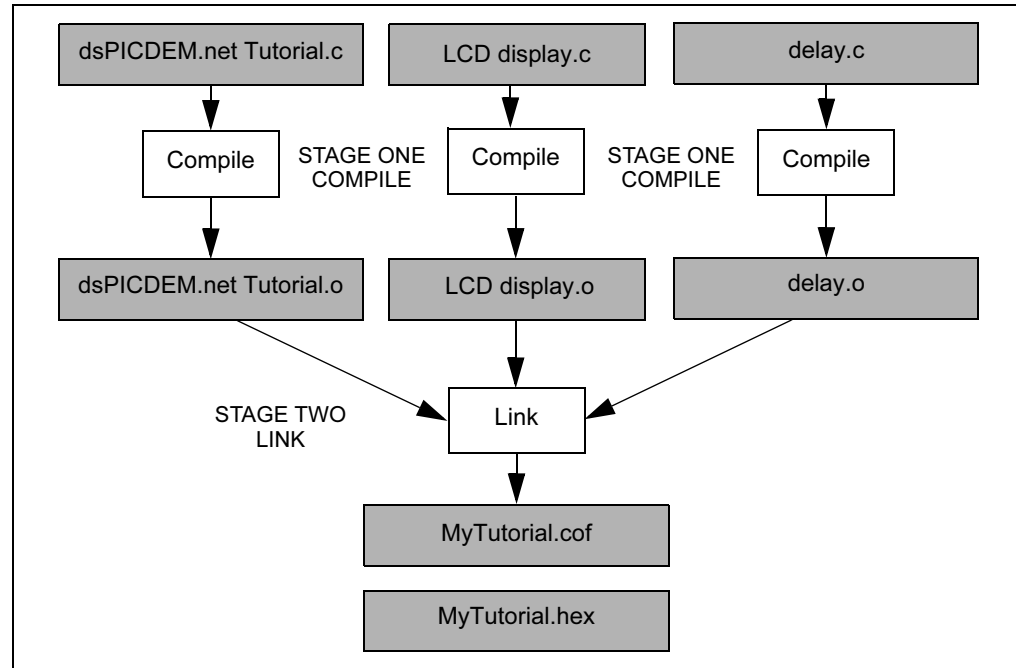 dsPICDEM.net Tutorial.c
LCD display.c
delay.c
Compile
STAGE ONE
COMPILE
Compile
STAGE ONE
COMPILE
Compile
dsPICDEM.net Tutorial.o
LCD display.o
delay.o
STAGE TWO
LINK
Link
MyTutorial.cof
MyTutorial.hex